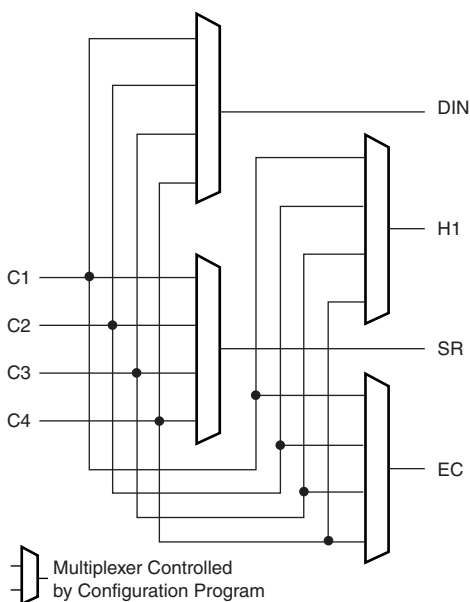 DIN
H1
C1
C2
SR
C3
C4
EC
Multiplexer Controlled
by Configuration Program